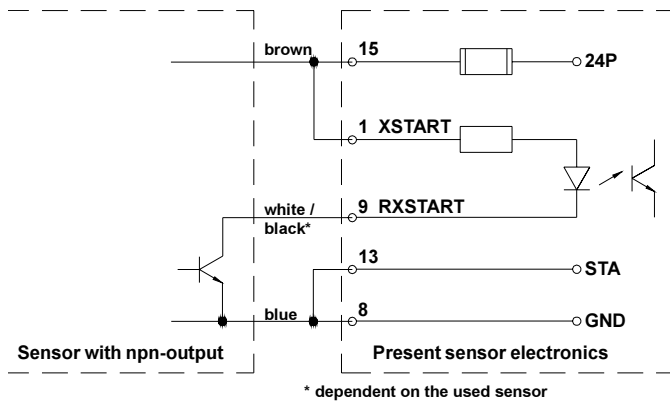 brown 15 24P
1 XSTART
white / 9 RXSTART
black*
13 STA
blue 8 GND
Sensor with npn-output Present sensor electronics
* dependent on the used sensor